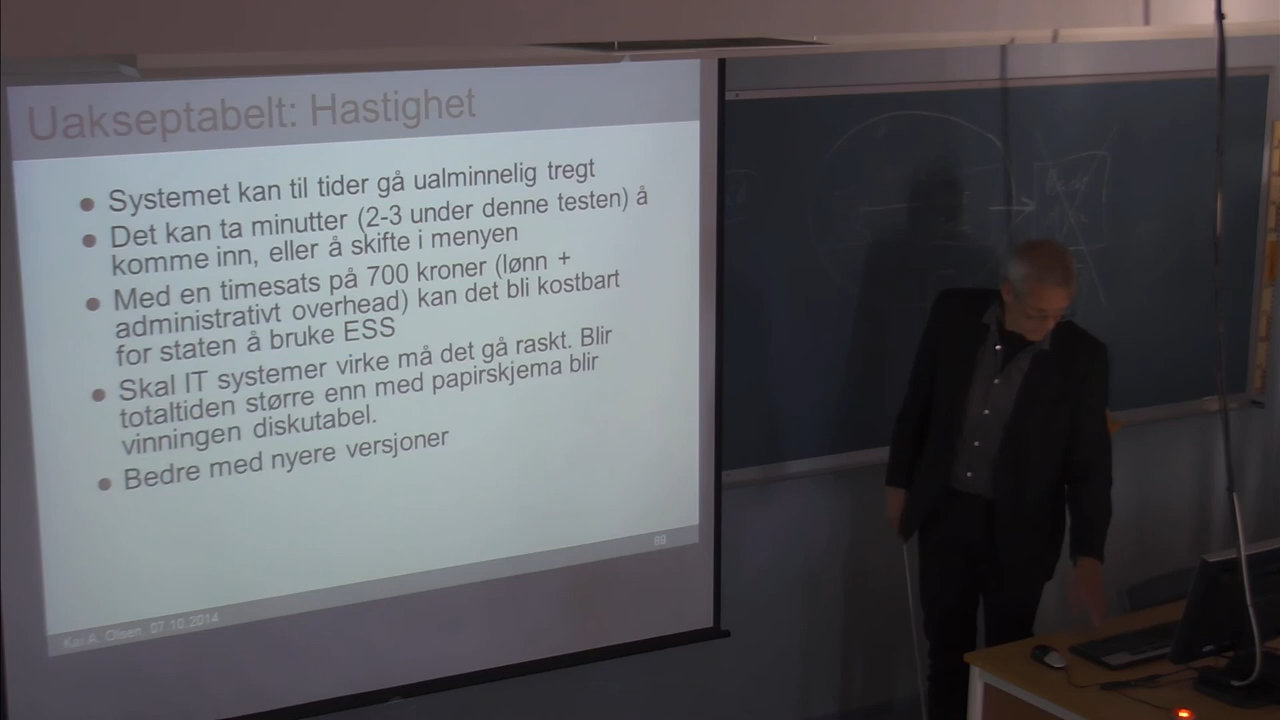 Uakseptabelt: Hastighet
Systemet kan til tider gå ualminnelig tregt
Det kan ta minutter (2-3 under denne testen) å
komme inn, eller å skifte i menyen
Med en timesats på 700 kroner (lønn +
administrativt overhead) kan det bli kostbart
for staten å bruke ESS
Skal IT systemer virke må det gå raskt. Blir
totaltiden større enn med papirskjema blir
vinningen diskutabel.
Bedre med nyere versjoner
89
Kai A. Olsen, 07.10.2014